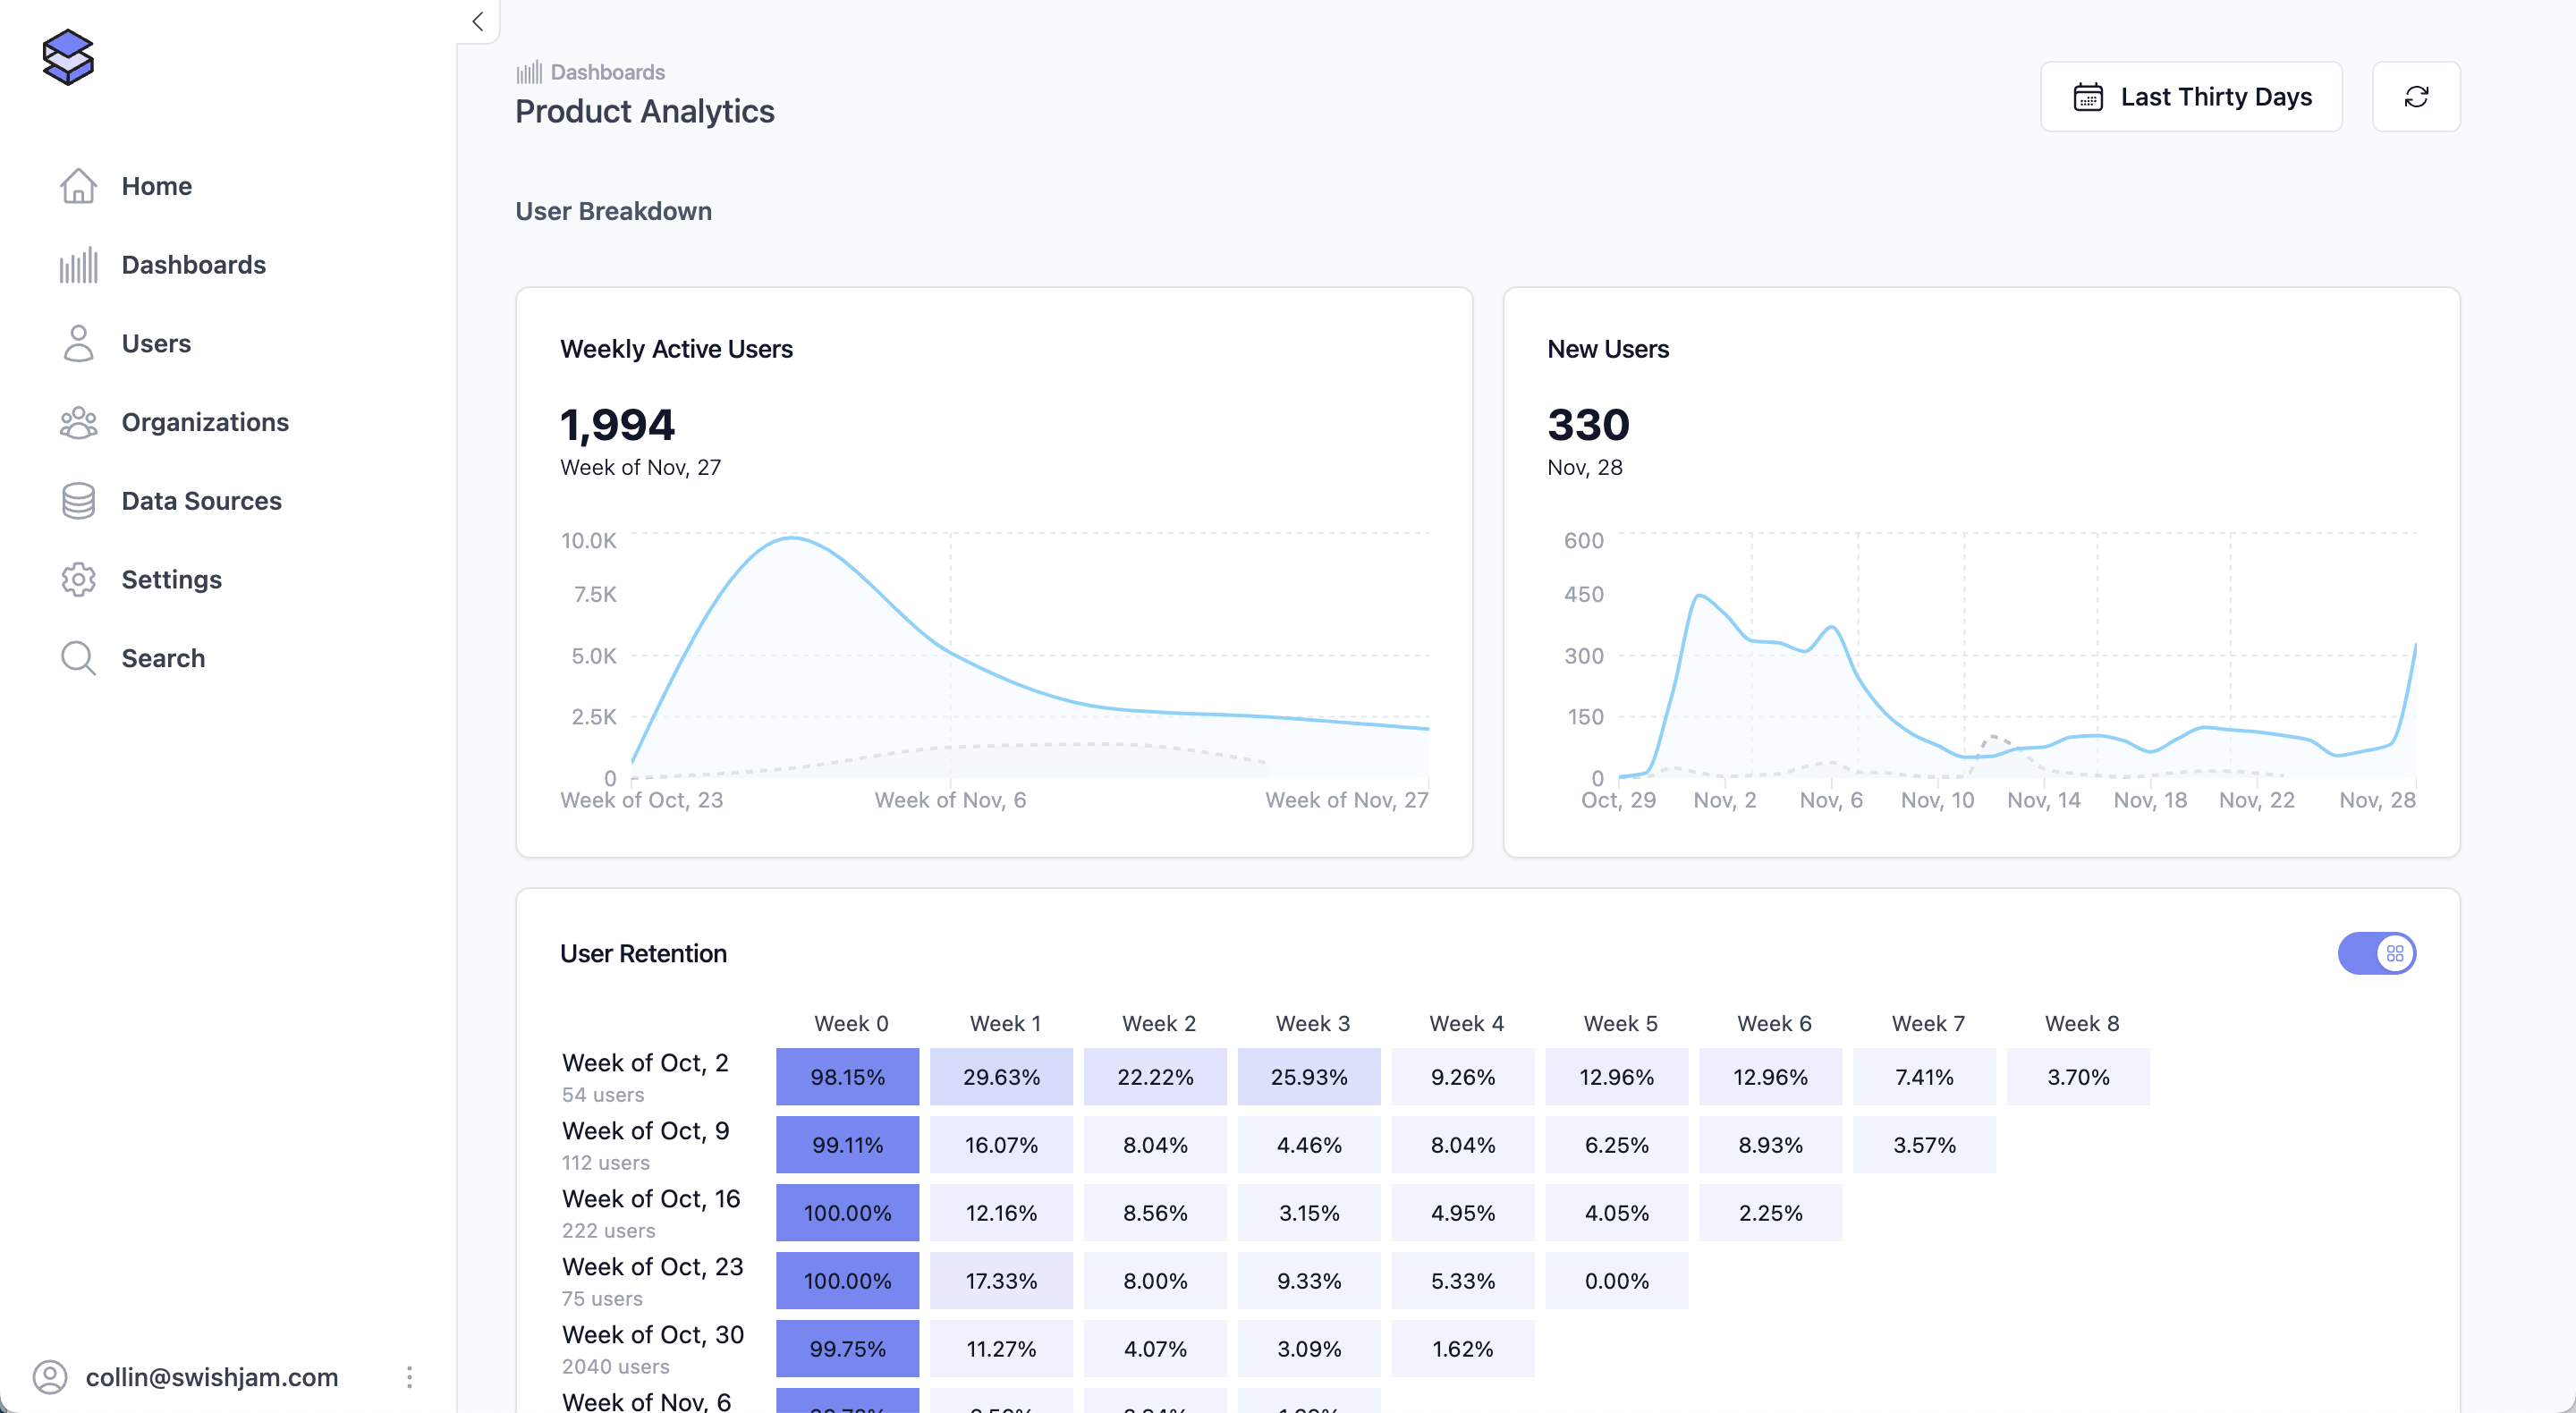 Home
Dashboards
Users
Organizations
Data Sources
Settings
Search
collin@swishjam.com
Dashboards
Product Analytics
Last Thirty Days
User Breakdown
Weekly Active Users
1,994
Week of Nov, 27
10.0K
7.5K
5.0K
2.5K
0
Week of Oct, 23 Week of Nov, 6 Week of Nov, 27
New Users
330
Nov, 28
600
450
300
150
0
Oct, 29 Nov, 2 Nov, 6 Nov, 10 Nov, 14 Nov, 18 Nov, 22 Nov, 28
User Retention
Week 0 Week 1 Week 2 Week 3 Week 4 Week 5 Week 6 Week 7 Week 8
Week of Oct, 2
54 users
98.15% 29.63% 22.22% 25.93% 9.26% 12.96% 12.96% 7.41% 3.70%
Week of Oct, 9
112 users
99.11% 16.07% 8.04% 4.46% 8.04% 6.25% 8.93% 3.57%
Week of Oct, 16
222 users
100.00% 12.16% 8.56% 3.15% 4.95% 4.05% 2.25%
Week of Oct, 23
75 users
100.00% 17.33% 8.00% 9.33% 5.33% 0.00%
Week of Oct, 30
2040 users
99.75% 11.27% 4.07% 3.09% 1.62%
Week of Nov, 6